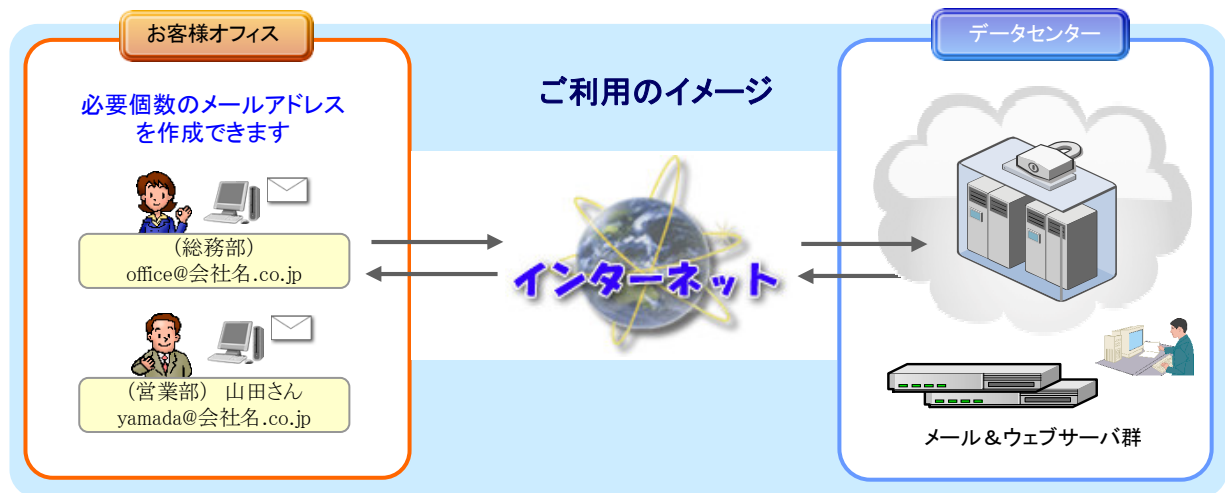 お客様オフィス
データセンター
ご利用のイメージ
必要個数のメールアドレス
を作成できます
（総務部）
office@会社名.co.jp
インターネット
（営業部） 山田さん
yamada@会社名.co.jp
メール＆ウェブサーバ群